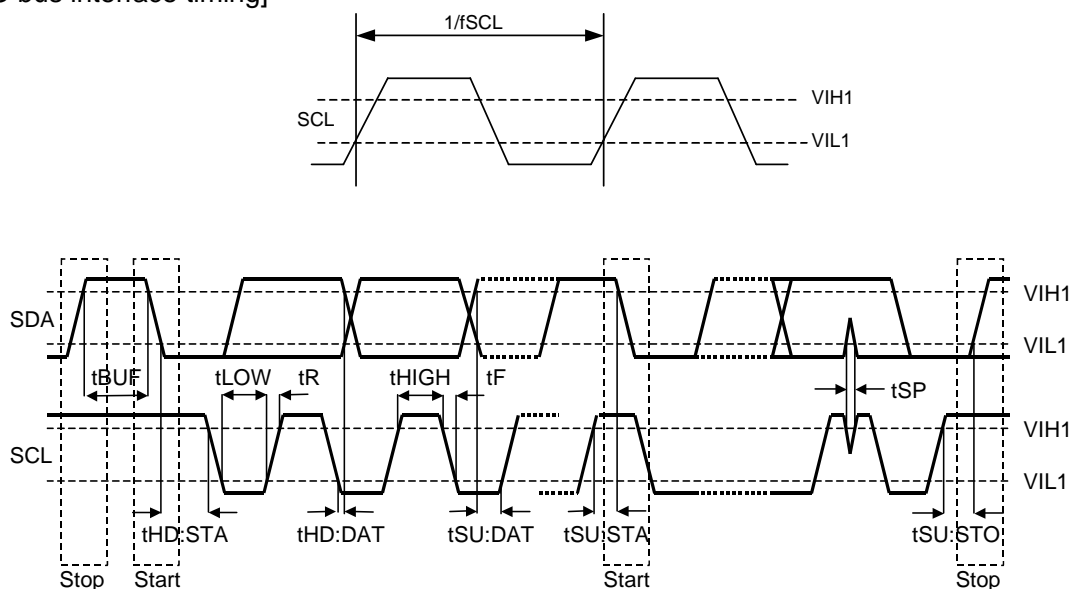 bus interface timing]
1/fSCL
VIH1
SCL
VIL1
VIH1
SDA
VIL1
tBUF tLOW tR tHIGH tF
tSP
VIH1
SCL
VIL1
tHD:STA tHD:DAT tSU:DAT tSU:STA tSU:STO
Stop Start Start Stop